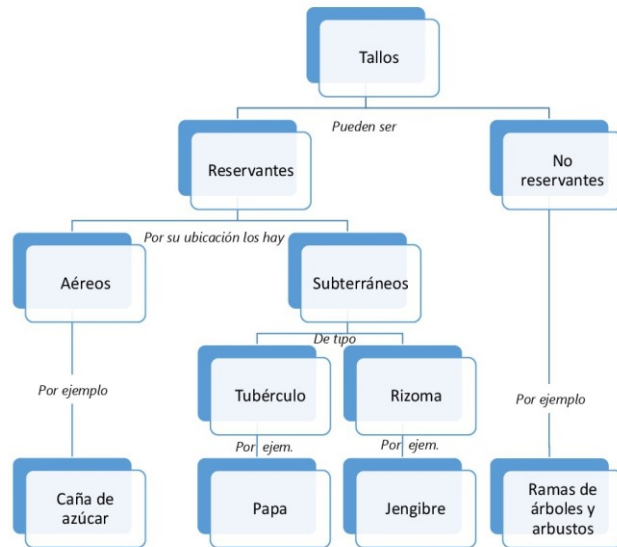 Tallos
Pueden ser
Reservantes
No
reservantes
Por su ubicación los hay
Aéreos
Subterráneos
De tipo
Por ejemplo
Tubérculo
Rizoma
Por ejemplo
Por ejem.
Por ejem.
Caña de
azúcar
Papa
Jengibre
Ramas de
árboles y
arbustos